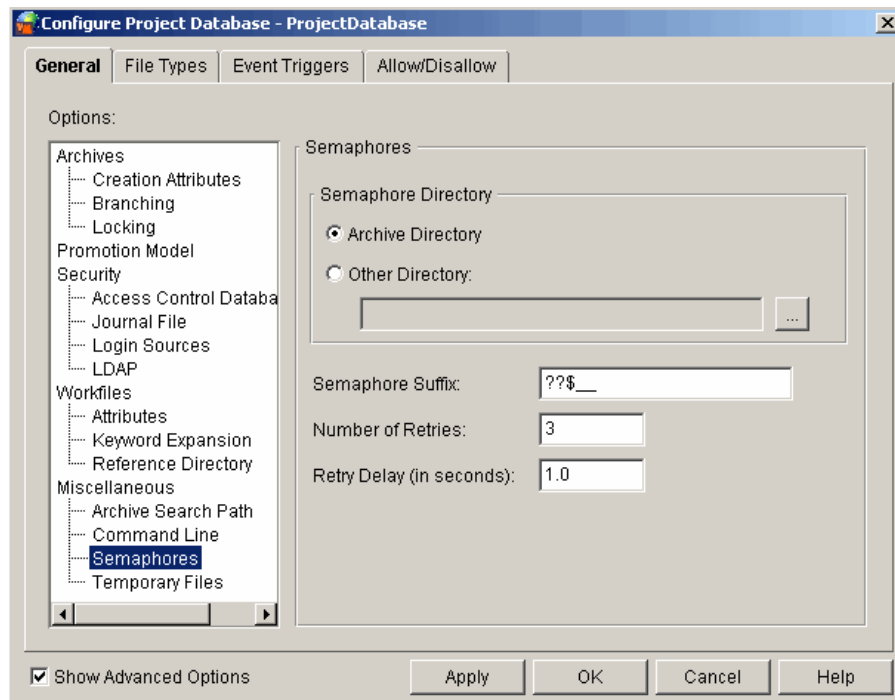 Configure Project Database - ProjectDatabase
General File Types Event Triggers Allow/Disallow
Options:
Archives
Creation Attributes
Branching
Locking
Promotion Model
Security
Access Control Databa
Journal File
Login Sources
LDAP
Workfiles
Attributes
Keyword Expansion
Reference Directory
Miscellaneous
Archive Search Path
Command Line
Semaphores
Temporary Files
Semaphores
Semaphore Directory
Archive Directory
Other Directory:
...
Semaphore Suffix: ??$__
Number of Retries: 3
Retry Delay (in seconds): 1.0
Show Advanced Options Apply OK Cancel Help